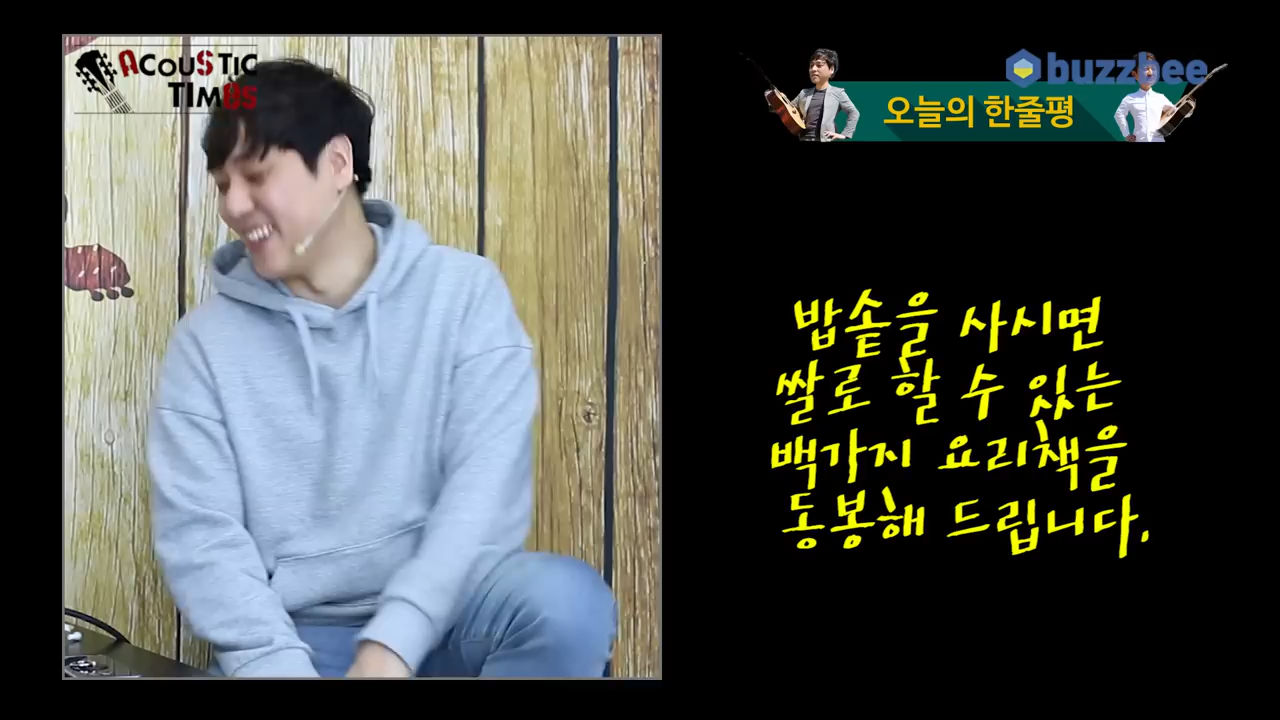 ACOUSTIC
TIMES
buzzbee
오늘의 한줄평
밥솥을 사시면
쌀로 할 수 있는
백가지 요리책을
동봉해 드립니다.